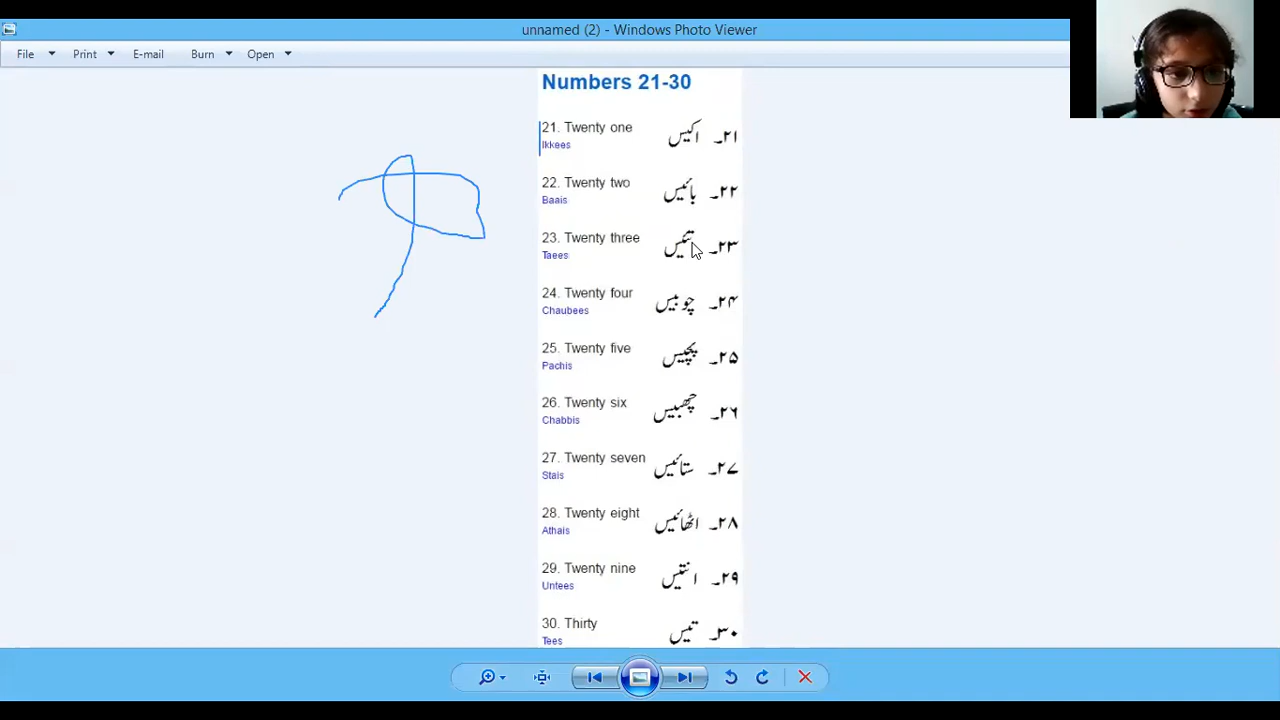 unnamed (2) - Windows Photo Viewer
File Print E-mail Burn Open
Numbers 21-30
21. Twenty one ۲۱۔ اکیس
Ikkees
22. Twenty two ۲۲۔ بائیس
Baais
23. Twenty three ۲۳۔ تئیس
Taees
24. Twenty four ۲۴۔ چوبیس
Chaubees
25. Twenty five ۲۵۔ پچیس
Pachis
26. Twenty six ۲۶۔ چھبیس
Chabbis
27. Twenty seven ۲۷۔ ستائیس
Stais
28. Twenty eight ۲۸۔ اٹھائیس
Athais
29. Twenty nine ۲۹۔ انتیس
Untees
30. Thirty ۳۰۔ تیس
Tees